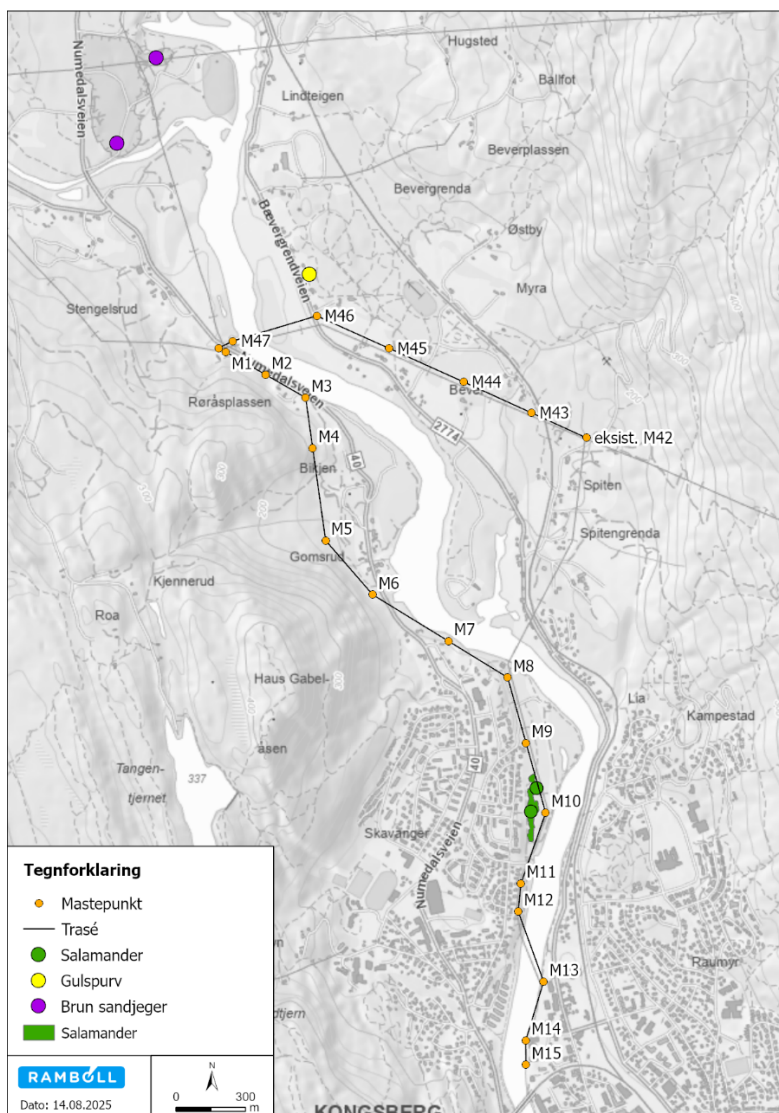 Hugsted
Numedalsveien
Ballfot
Lindteigen
Beverplassen
Bevergrenda
Bævergrendveien
Østby
Myra
Stengelsrud
M46
M47
M45
M1
M2
Numedalsveien
M44
Bever
M3
Røråsplassen
M43
2774
eksist. M42
M4
40
Bikjen
Spiten
M5
Spitengrenda
Gomsrud
Kjennerud
M6
Roa
M7
M8
Haus Gabel-
Lia
Kampestad
åsen
M9
40
Tangen-
tjernet
337
M10
Skavanger
Numedalsveien
M11
M12
Raumyr
M13
M14
M15
KONGSBERG
Tegnforklaring
Mastepunkt
Trasé
Salamander
Gulspurv
Brun sandjeger
Salamander
RAMBOLL
N
0 300
m
Dato: 14.08.2025